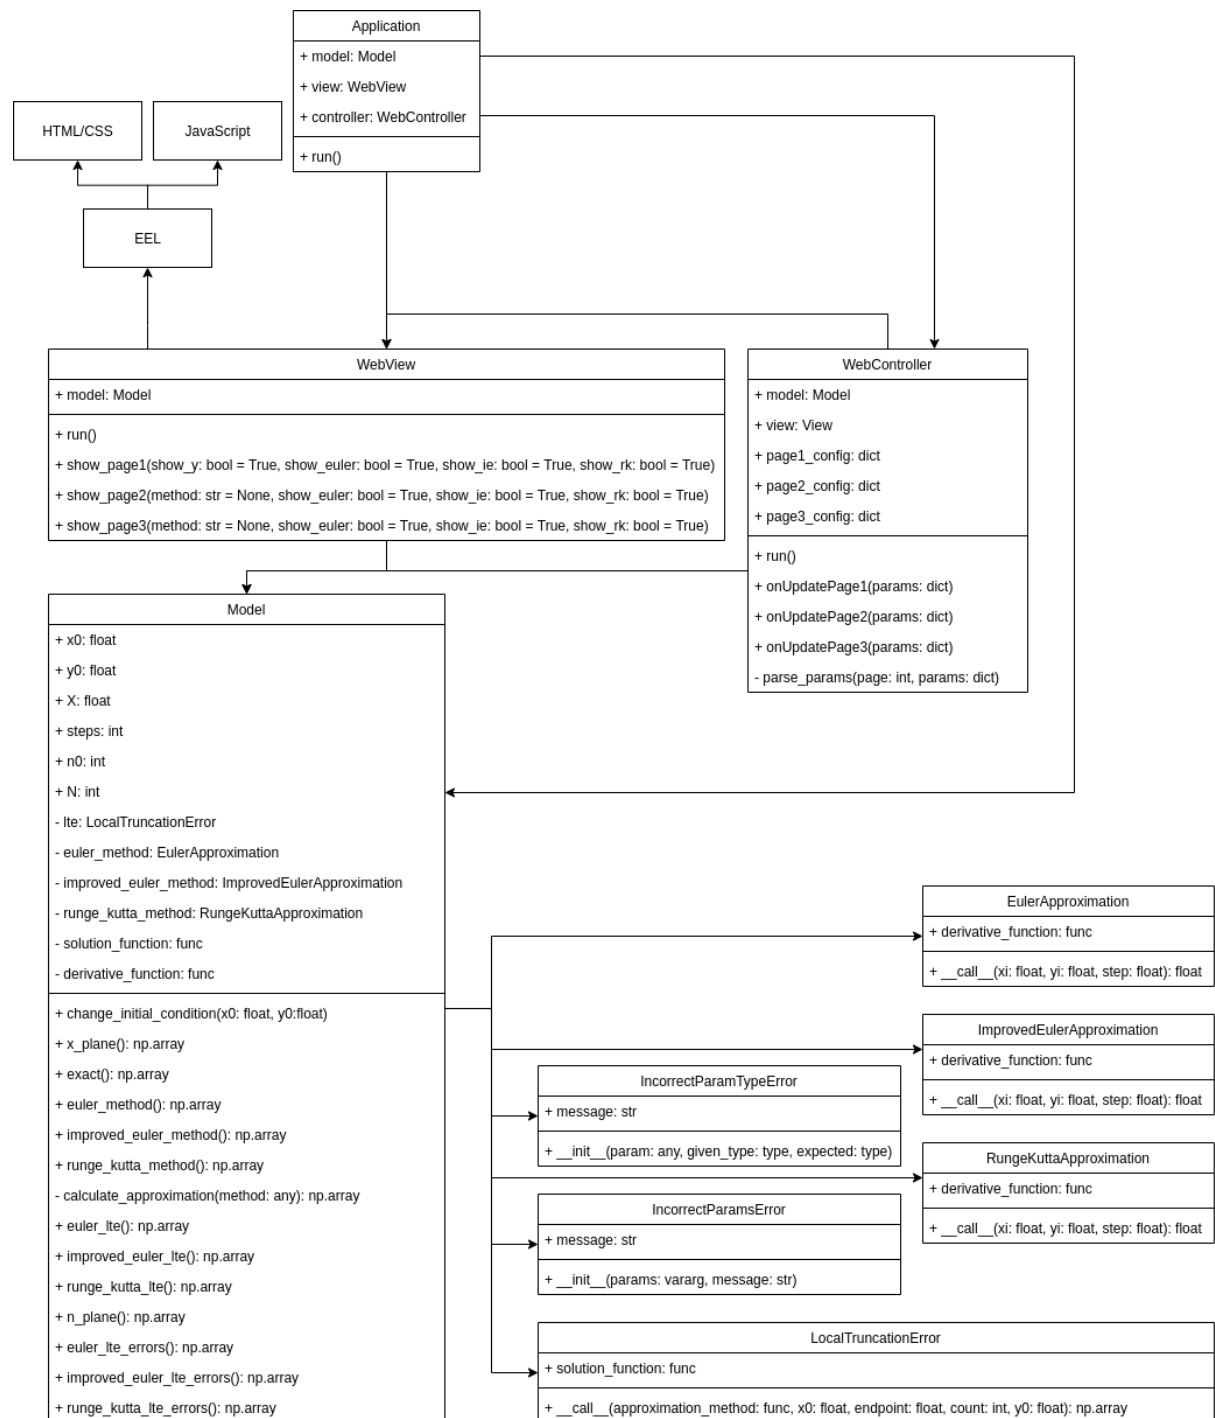 Application
+ model: Model
+ view: WebView
+ controller: WebController
+ run()
HTML/CSS
JavaScript
EEL
WebView
+ model: Model
+ run()
+ show_page1(show_y: bool = True, show_euler: bool = True, show_ie: bool = True, show_rk: bool = True)
+ show_page2(method: str = None, show_euler: bool = True, show_ie: bool = True, show_rk: bool = True)
+ show_page3(method: str = None, show_euler: bool = True, show_ie: bool = True, show_rk: bool = True)
WebController
+ model: Model
+ view: View
+ page1_config: dict
+ page2_config: dict
+ page3_config: dict
+ run()
+ onUpdatePage1(params: dict)
+ onUpdatePage2(params: dict)
+ onUpdatePage3(params: dict)
- parse_params(page: int, params: dict)
Model
+ x0: float
+ y0: float
+ X: float
+ steps: int
+ n0: int
+ N: int
- lte: LocalTruncationError
- euler_method: EulerApproximation
- improved_euler_method: ImprovedEulerApproximation
- runge_kutta_method: RungeKuttaApproximation
- solution_function: func
- derivative_function: func
+ change_initial_condition(x0: float, y0:float)
+ x_plane(): np.array
+ exact(): np.array
+ euler_method(): np.array
+ improved_euler_method(): np.array
+ runge_kutta_method(): np.array
- calculate_approximation(method: any): np.array
+ euler_lte(): np.array
+ improved_euler_lte(): np.array
+ runge_kutta_lte(): np.array
+ n_plane(): np.array
+ euler_lte_errors(): np.array
+ improved_euler_lte_errors(): np.array
+ runge_kutta_lte_errors(): np.array
EulerApproximation
+ derivative_function: func
+ __call__(xi: float, yi: float, step: float): float
ImprovedEulerApproximation
+ derivative_function: func
+ __call__(xi: float, yi: float, step: float): float
IncorrectParamTypeError
+ message: str
+ __init__(param: any, given_type: type, expected: type)
RungeKuttaApproximation
+ derivative_function: func
+ __call__(xi: float, yi: float, step: float): float
IncorrectParamsError
+ message: str
+ __init__(params: vararg, message: str)
LocalTruncationError
+ solution_function: func
+ __call__(approximation_method: func, x0: float, endpoint: float, count: int, y0: float): np.array